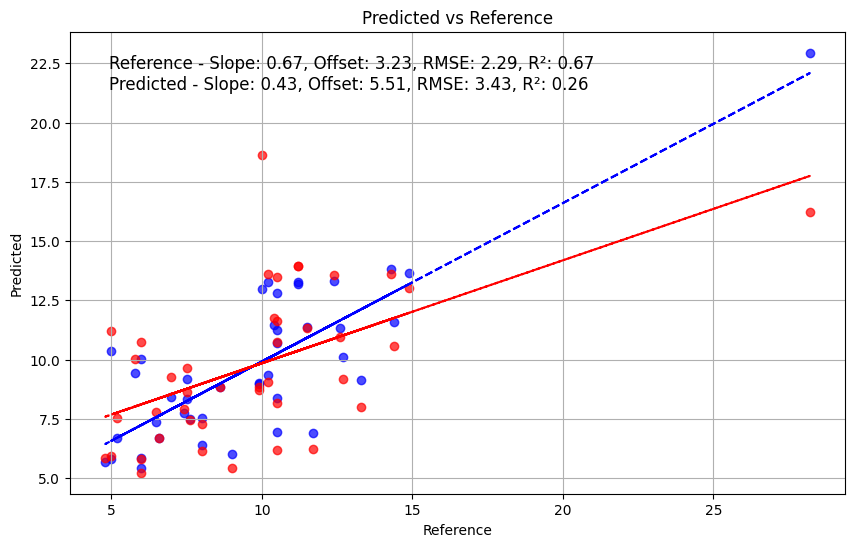 Predicted vs Reference
Reference - Slope: 0.67, Offset: 3.23, RMSE: 2.29, R²: 0.67
Predicted - Slope: 0.43, Offset: 5.51, RMSE: 3.43, R²: 0.26
22.5
20.0
17.5
15.0
12.5
10.0
7.5
5.0
Predicted
5
10
15
20
25
Reference